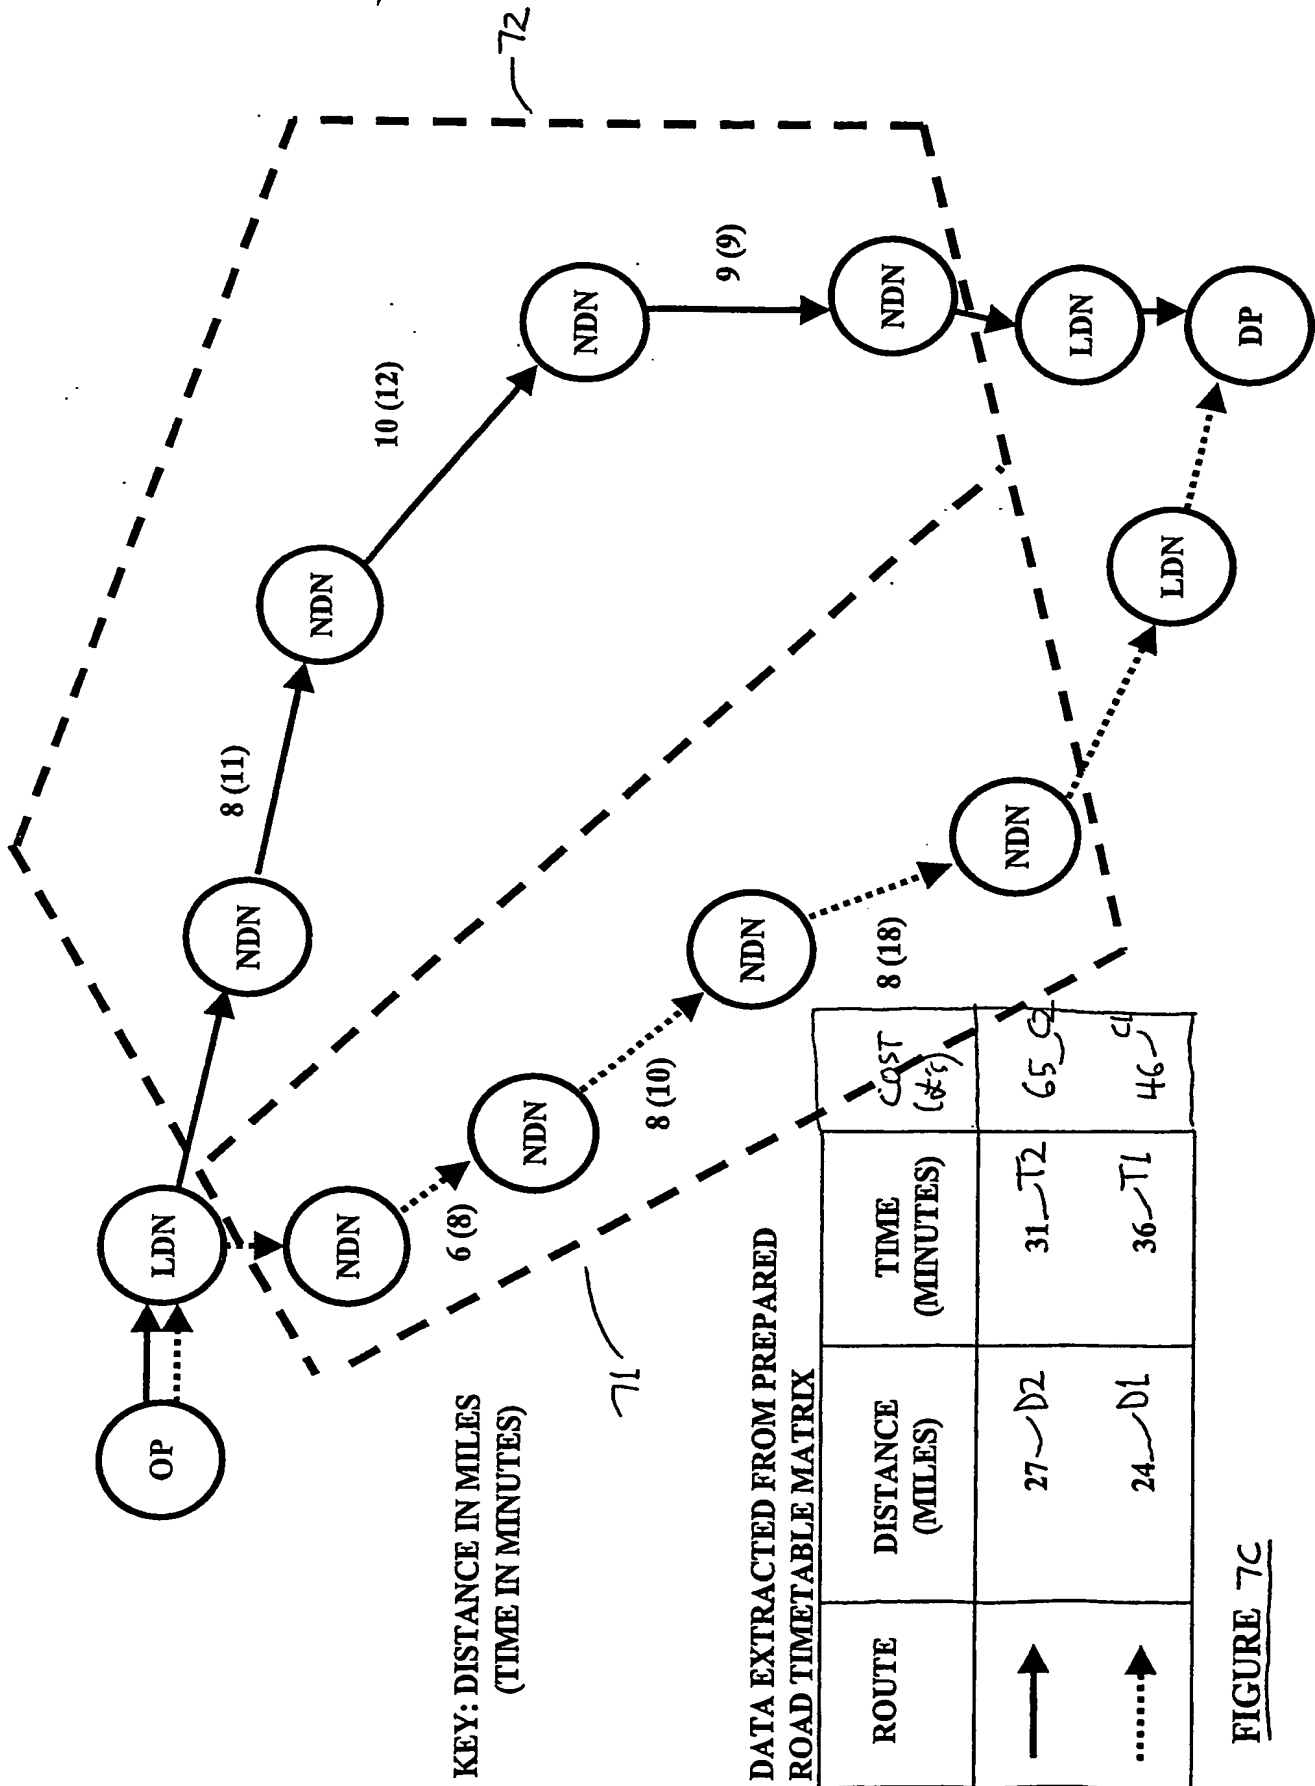 72
OP
LDN
NDN
8 (11)
NDN
10 (12)
NDN
9 (9)
NDN
LDN
DP
NDN
6 (8)
NDN
8 (10)
NDN
8 (18)
NDN
LDN
71
KEY: DISTANCE IN MILES
(TIME IN MINUTES)
DATA EXTRACTED FROM PREPARED
ROAD TIMETABLE MATRIX
ROUTE
DISTANCE
(MILES)
TIME
(MINUTES)
COST
(£'s)
27 D2
31 T2
65 C2
24 D1
36 T1
46 C1
FIGURE 7C